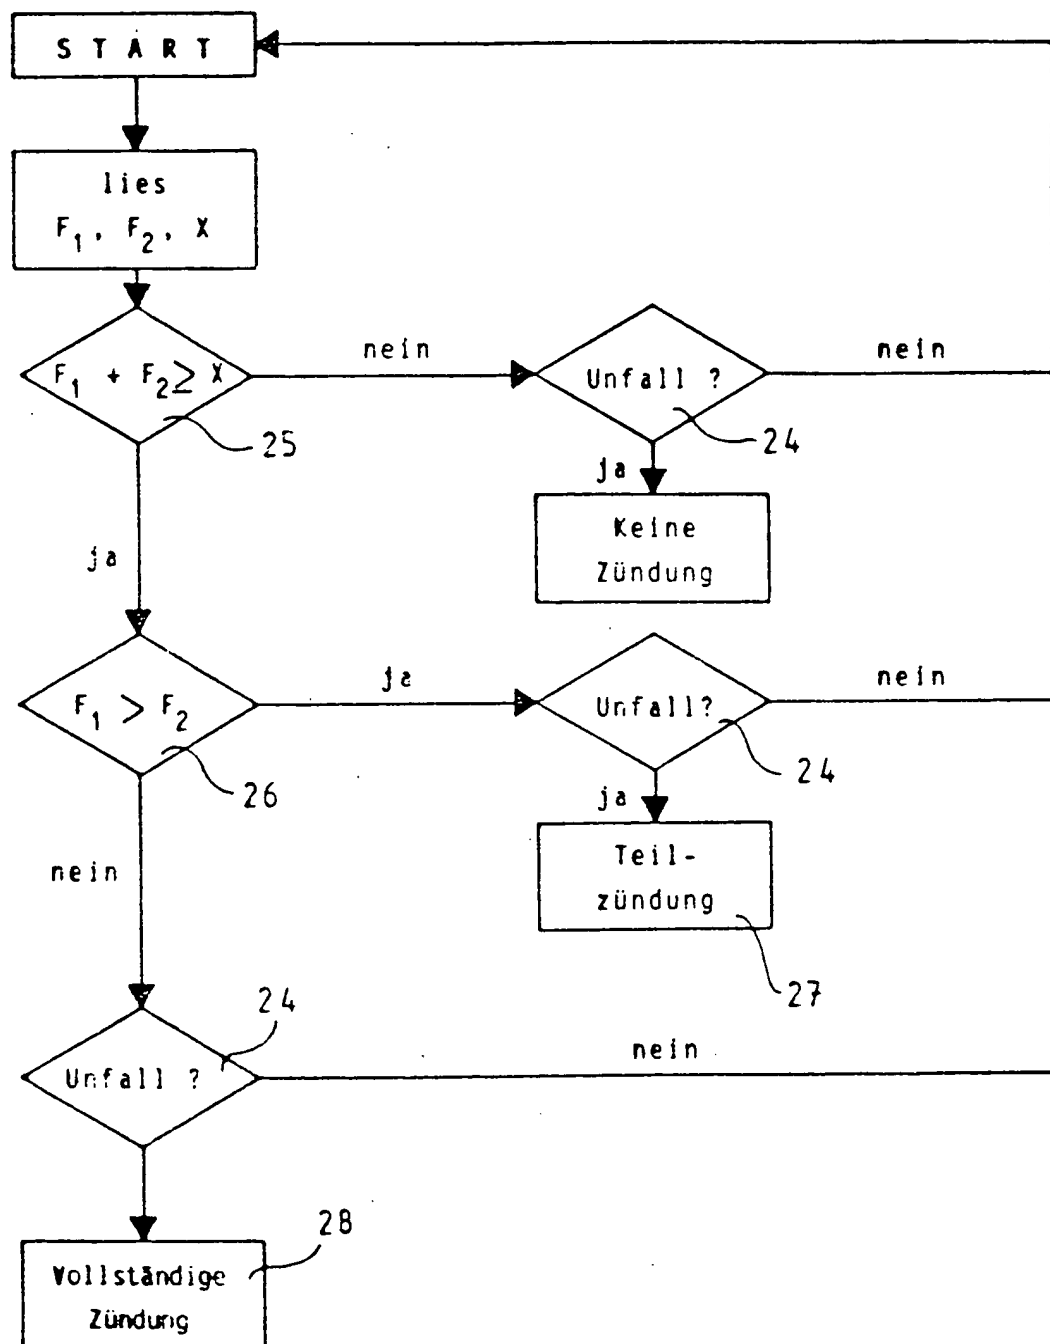 START
lies
F₁, F₂, X
F₁ + F₂ ≥ X
nein
Unfall ?
nein
25
24
ja
Keine
Zündung
ja
F₁ > F₂
ja
Unfall?
nein
26
24
ja
Teil-
zündung
nein
27
24
Unfall ?
nein
28
Vollständige
Zündung